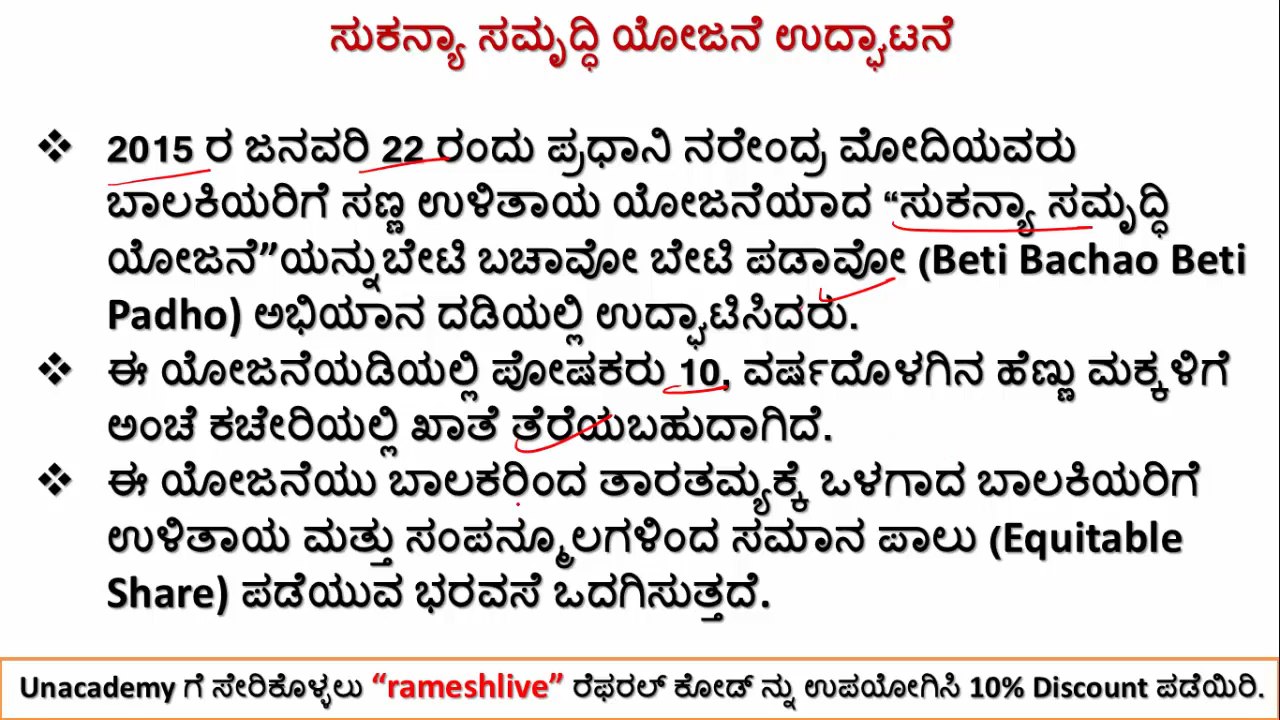 ಸುಕನ್ಯಾ ಸಮೃದ್ಧಿ ಯೋಜನೆ ಉದ್ಘಾಟನೆ
❖ 2015 ರ ಜನವರಿ 22 ರಂದು ಪ್ರಧಾನಿ ನರೇಂದ್ರ ಮೋದಿಯವರು
ಬಾಲಕಿಯರಿಗೆ ಸಣ್ಣ ಉಳಿತಾಯ ಯೋಜನೆಯಾದ “ಸುಕನ್ಯಾ ಸಮೃದ್ಧಿ
ಯೋಜನೆ”ಯನ್ನುಬೇಟಿ ಬಚಾವೋ ಬೇಟಿ ಪಡಾವೋ (Beti Bachao Beti
Padho) ಅಭಿಯಾನ ದಡಿಯಲ್ಲಿ ಉದ್ಘಾಟಿಸಿದರು.
❖ ಈ ಯೋಜನೆಯಡಿಯಲ್ಲಿ ಪೋಷಕರು 10, ವರ್ಷದೊಳಗಿನ ಹೆಣ್ಣು ಮಕ್ಕಳಿಗೆ
ಅಂಚೆ ಕಚೇರಿಯಲ್ಲಿ ಖಾತೆ ತೆರೆಯಬಹುದಾಗಿದೆ.
❖ ಈ ಯೋಜನೆಯು ಬಾಲಕರಿಂದ ತಾರತಮ್ಯಕ್ಕೆ ಒಳಗಾದ ಬಾಲಕಿಯರಿಗೆ
ಉಳಿತಾಯ ಮತ್ತು ಸಂಪನ್ಮೂಲಗಳಿಂದ ಸಮಾನ ಪಾಲು (Equitable
Share) ಪಡೆಯುವ ಭರವಸೆ ಒದಗಿಸುತ್ತದೆ.
Unacademy ಗೆ ಸೇರಿಕೊಳ್ಳಲು “rameshlive” ರೆಫರಲ್ ಕೋಡ್ ನ್ನು ಉಪಯೋಗಿಸಿ 10% Discount ಪಡೆಯಿರಿ.